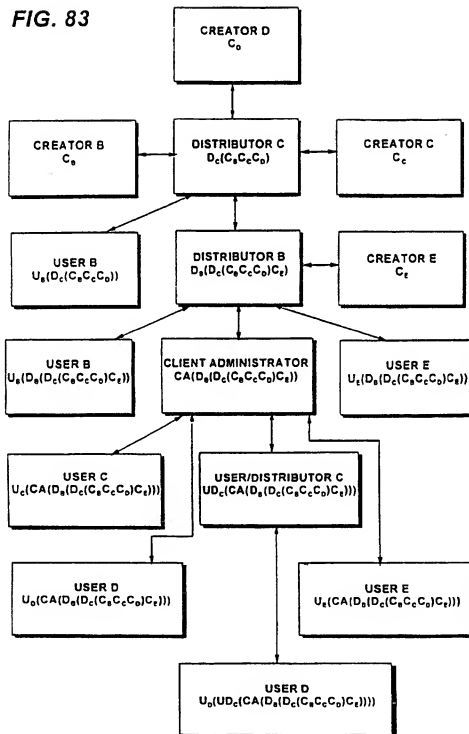 FIG. 83
CREATOR D
C_D
CREATOR B
C_B
DISTRIBUTOR C
D_C(C_BC_CC_D)
CREATOR C
C_C
USER B
U_B(D_C(C_BC_CC_D))
DISTRIBUTOR B
D_B(D_C(C_BC_CC_D)C_E)
CREATOR E
C_E
USER B
U_B(D_B(D_C(C_BC_CC_D)C_E))
CLIENT ADMINISTRATOR
CA(D_B(D_C(C_BC_CC_D)C_E))
USER E
U_E(D_B(D_C(C_BC_CC_D)C_E))
USER C
U_C(CA(D_B(D_C(C_BC_CC_D)C_E)))
USER/DISTRIBUTOR C
UD_C(CA(D_B(D_C(C_BC_CC_D)C_E)))
USER D
U_D(CA(D_B(D_C(C_BC_CC_D)C_E)))
USER E
U_E(CA(D_D(D_C(C_BC_CC_D)C_E)))
USER D
U_D(UD_C(CA(D_B(D_C(C_BC_CC_D)C_E))))